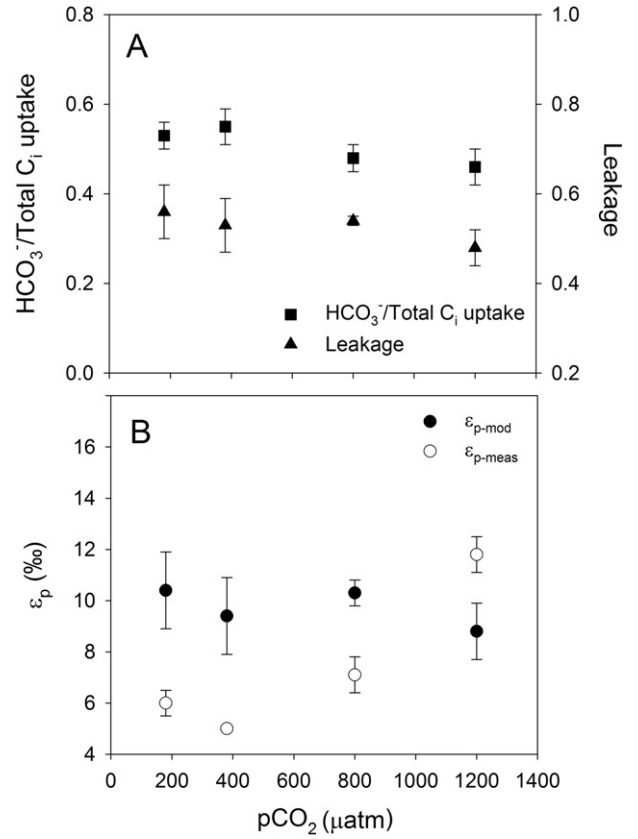 A
HCO₃⁻/Total Cᵢ uptake
0.8
0.6
0.4
0.2
0.0
Leakage
1.0
0.8
0.6
0.4
0.2
HCO₃⁻/Total Cᵢ uptake
Leakage
B
εp (‰)
16
14
12
10
8
6
4
εp-mod
εp-meas
0 200 400 600 800 1000 1200 1400
pCO₂ (µatm)